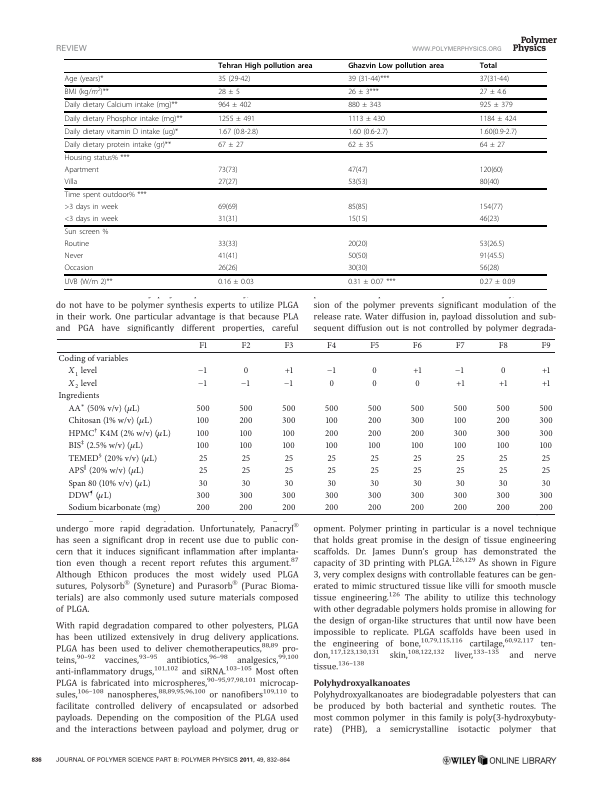 REVIEW
WWW.POLYMERPHYSICS.ORG
Polymer
Physics
Tehran High pollution area Ghazvin Low pollution area Total
Age (years)* 35 (29-42) 39 (31-44)*** 37(31-44)
BMI (kg/m²)** 28 ± 5 26 ± 3*** 27 ± 4.6
Daily dietary Calcium intake (mg)** 964 ± 402 880 ± 343 925 ± 379
Daily dietary Phosphor intake (mg)** 1255 ± 491 1113 ± 430 1184 ± 424
Daily dietary vitamin D intake (ug)* 1.67 (0.8-2.8) 1.60 (0.6-2.7) 1.60(0.9-2.7)
Daily dietary protein intake (gr)** 67 ± 27 62 ± 35 64 ± 27
Housing status% ***
Apartment 73(73) 47(47) 120(60)
Villa 27(27) 53(53) 80(40)
Time spent outdoor% ***
>3 days in week 69(69) 85(85) 154(77)
<3 days in week 31(31) 15(15) 46(23)
Sun screen %
Routine 33(33) 20(20) 53(26.5)
Never 41(41) 50(50) 91(45.5)
Occasion 26(26) 30(30) 56(28)
UVB (W/m 2)** 0.16 ± 0.03 0.31 ± 0.07 *** 0.27 ± 0.09
do not have to be polymer synthesis experts to utilize PLGA
in their work. One particular advantage is that because PLA
and PGA have significantly different properties, careful
sion of the polymer prevents significant modulation of the
release rate. Water diffusion in, payload dissolution and sub-
sequent diffusion out is not controlled by polymer degrada-
F1 F2 F3 F4 F5 F6 F7 F8 F9
Coding of variables
X₁ level −1 0 +1 −1 0 +1 −1 0 +1
X₂ level −1 −1 −1 0 0 0 +1 +1 +1
Ingredients
AA* (50% v/v) (μL) 500 500 500 500 500 500 500 500 500
Chitosan (1% w/v) (μL) 100 200 300 100 200 300 100 200 300
HPMC† K4M (2% w/v) (μL) 100 100 100 200 200 200 300 300 300
BIS‡ (2.5% w/v) (μL) 100 100 100 100 100 100 100 100 100
TEMED§ (20% v/v) (μL) 25 25 25 25 25 25 25 25 25
APS∥ (20% w/v) (μL) 25 25 25 25 25 25 25 25 25
Span 80 (10% v/v) (μL) 30 30 30 30 30 30 30 30 30
DDW¶ (μL) 300 300 300 300 300 300 300 300 300
Sodium bicarbonate (mg) 200 200 200 200 200 200 200 200 200
undergo more rapid degradation. Unfortunately, Panacryl®
has seen a significant drop in recent use due to public con-
cern that it induces significant inflammation after implanta-
tion even though a recent report refutes this argument.87
Although Ethicon produces the most widely used PLGA
sutures, Polysorb® (Syneture) and Purasorb® (Purac Bioma-
terials) are also commonly used suture materials composed
of PLGA.
With rapid degradation compared to other polyesters, PLGA
has been utilized extensively in drug delivery applications.
PLGA has been used to deliver chemotherapeutics,88,89 pro-
teins,90–92 vaccines,93–95 antibiotics,96–98 analgesics,99,100
anti-inflammatory drugs,101,102 and siRNA.103–105 Most often
PLGA is fabricated into microspheres,90–95,97,98,101 microcap-
sules,106–108 nanospheres,88,89,95,96,100 or nanofibers109,110 to
facilitate controlled delivery of encapsulated or adsorbed
payloads. Depending on the composition of the PLGA used
and the interactions between payload and polymer, drug or
opment. Polymer printing in particular is a novel technique
that holds great promise in the design of tissue engineering
scaffolds. Dr. James Dunn's group has demonstrated the
capacity of 3D printing with PLGA.126,129 As shown in Figure
3, very complex designs with controllable features can be gen-
erated to mimic structured tissue like villi for smooth muscle
tissue engineering.126 The ability to utilize this technology
with other degradable polymers holds promise in allowing for
the design of organ-like structures that until now have been
impossible to replicate. PLGA scaffolds have been used in
the engineering of bone,10,79,115,116 cartilage,60,92,117 ten-
don,117,123,130,131 skin,108,122,132 liver,133–135 and nerve
tissue.136–138
Polyhydroxyalkanoates
Polyhydroxyalkanoates are biodegradable polyesters that can
be produced by both bacterial and synthetic routes. The
most common polymer in this family is poly(3-hydroxybuty-
rate) (PHB), a semicrystalline isotactic polymer that
836 JOURNAL OF POLYMER SCIENCE PART B: POLYMER PHYSICS 2011, 49, 832–864
WILEY ONLINE LIBRARY